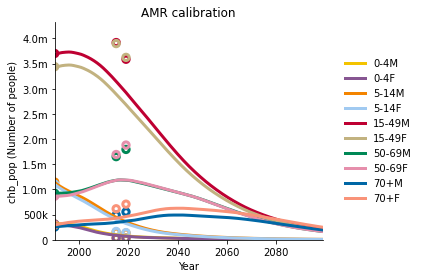 AMR calibration
chb_pop (Number of people)
4.0m
3.5m
3.0m
2.5m
2.0m
1.5m
1.0m
500k
0
2000
2020
2040
2060
2080
Year
0-4M
0-4F
5-14M
5-14F
15-49M
15-49F
50-69M
50-69F
70+M
70+F